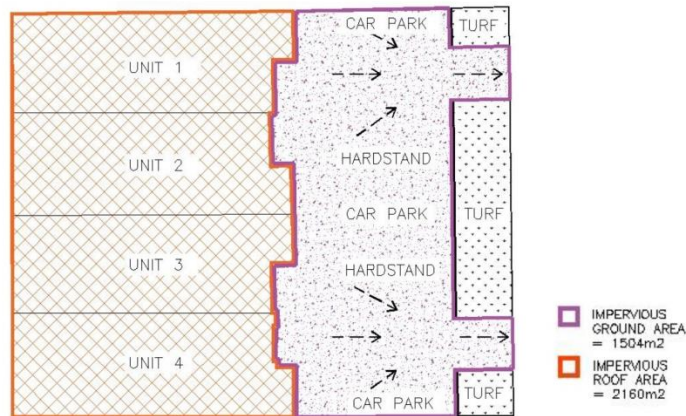 CAR PARK
TURF
UNIT 1
HARDSTAND
UNIT 2
CAR PARK
TURF
UNIT 3
HARDSTAND
UNIT 4
TURF
CAR PARK
IMPERVIOUS
GROUND AREA
= 1504m2
IMPERVIOUS
ROOF AREA
= 2160m2